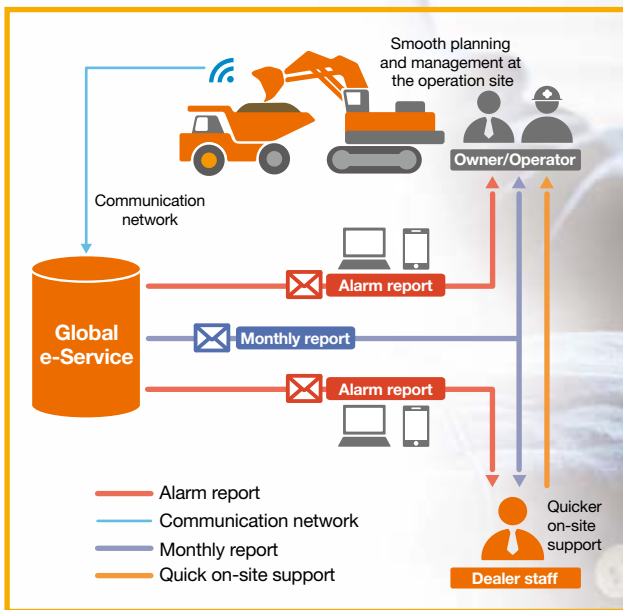 Smooth planning
and management at
the operation site
Owner/Operator
Communication
network
Alarm report
Global
e-Service
Monthly report
Alarm report
Alarm report
Communication network
Monthly report
Quick on-site support
Quicker
on-site
support
Dealer staff